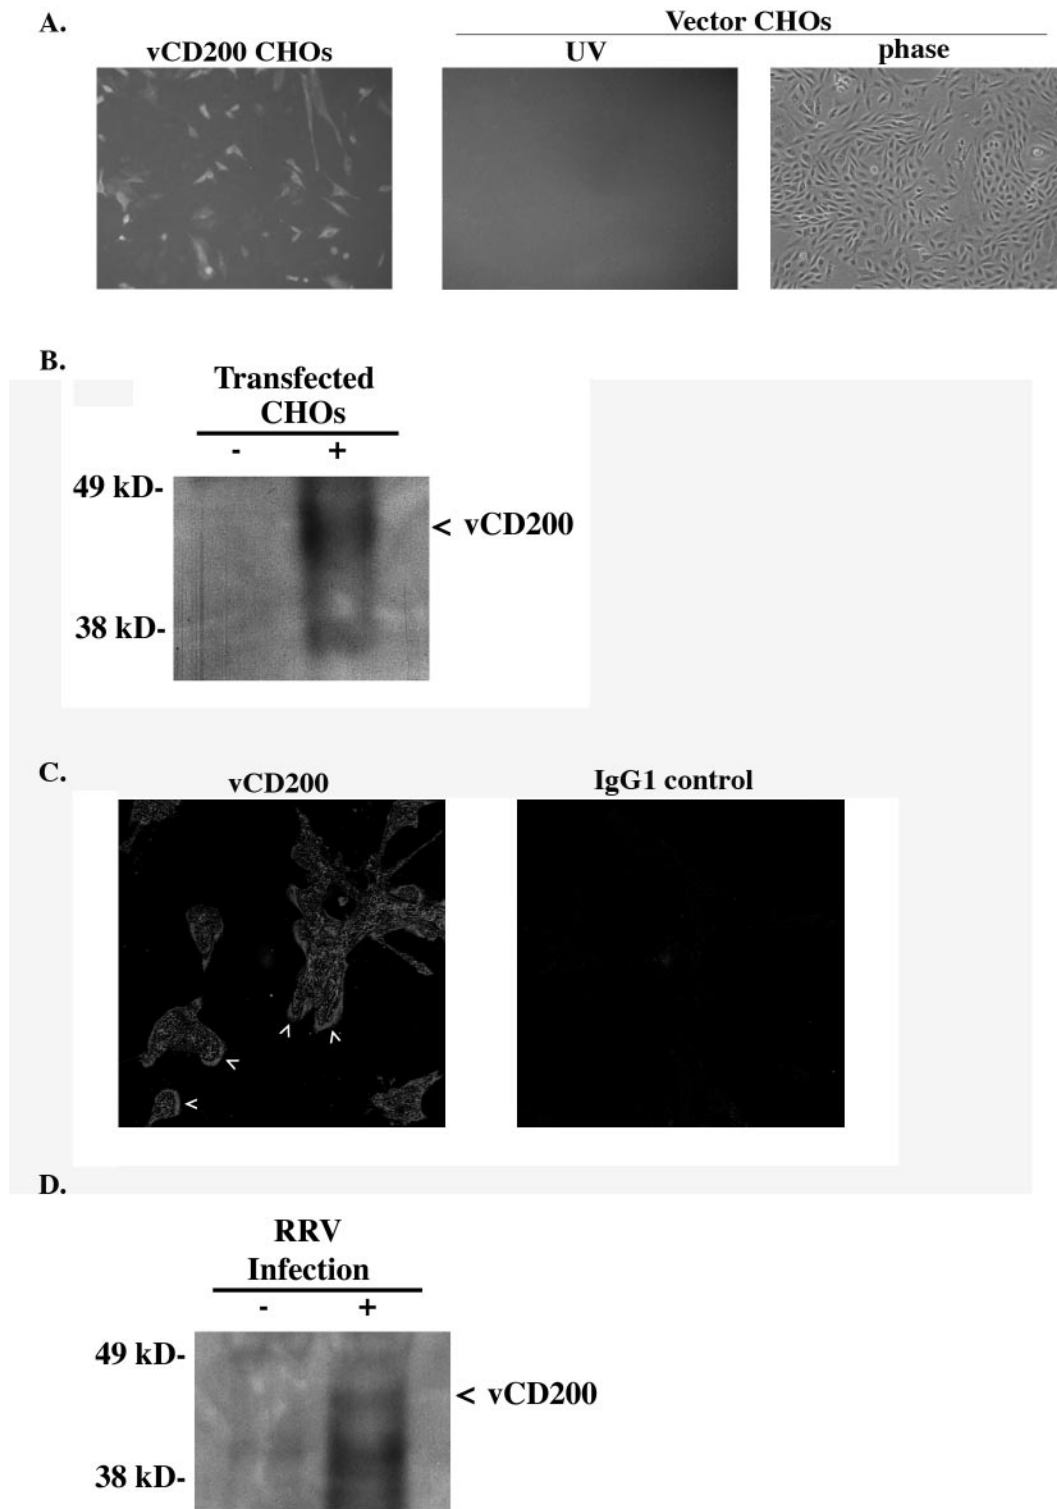 A.
Vector CHOs
vCD200 CHOs UV phase
B.
Transfected
CHOs
- +
49 kD-
< vCD200
38 kD-
C.
vCD200 IgG1 control
D.
RRV
Infection
- +
49 kD-
< vCD200
38 kD-